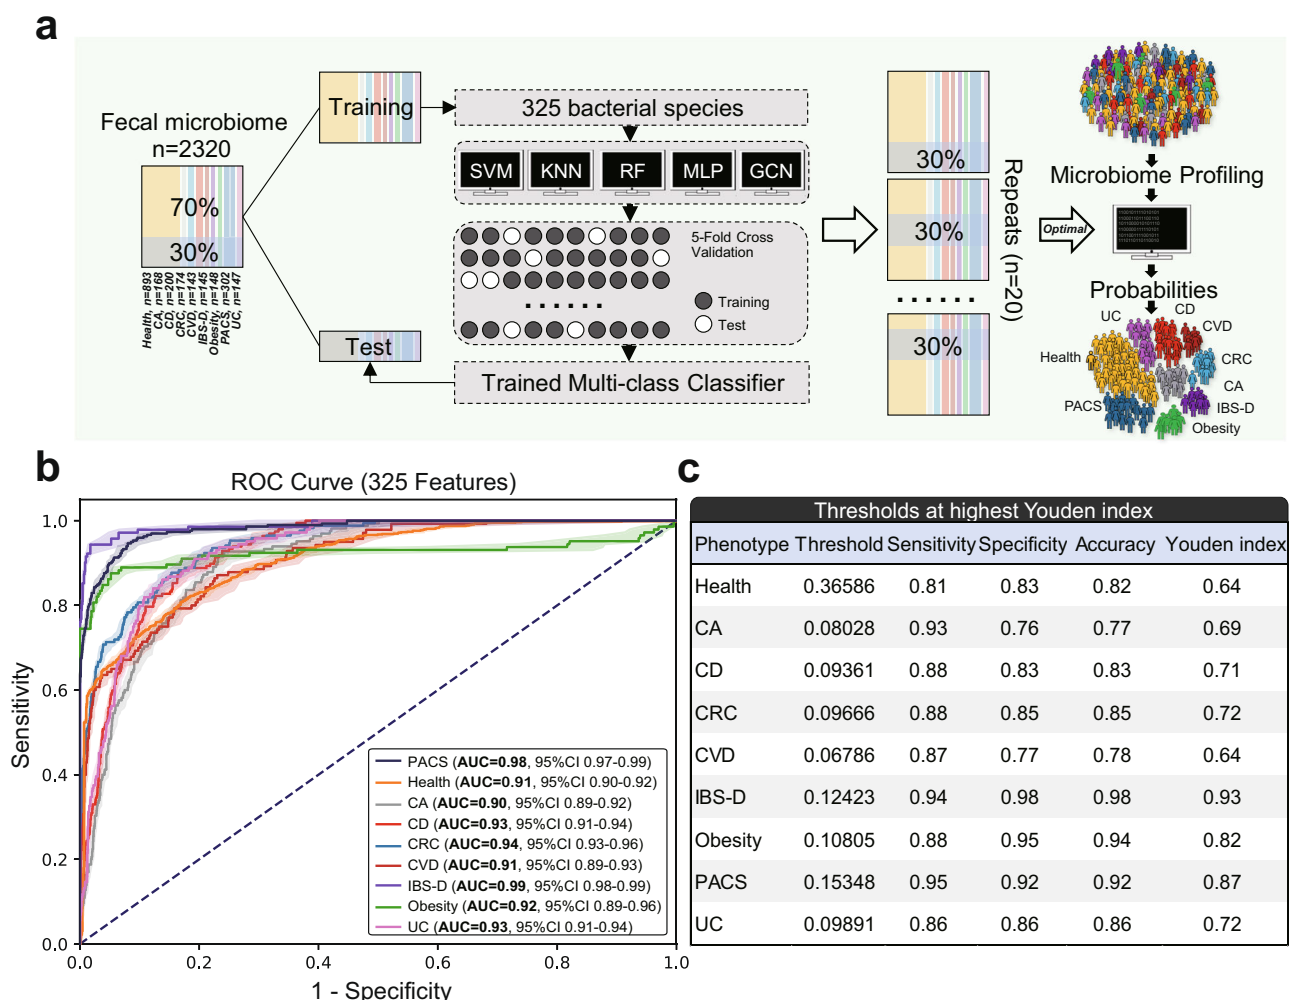 a
Fecal microbiome
n=2320
70%
30%
Health, n=893
CA, n=168
CD, n=200
CRC, n=174
CVD, n=143
IBS-D, n=145
Obesity, n=148
PACS, n=302
UC, n=147
Training
Test
325 bacterial species
SVM KNN RF MLP GCN
5-Fold Cross
Validation
Training
Test
Trained Multi-class Classifier
30%
30%
30%
Repeats (n=20)
Optimal
Microbiome Profiling
Probabilities
UC
CD
CVD
Health
CRC
CA
PACS
IBS-D
Obesity
b
ROC Curve (325 Features)
Sensitivity
1.0
0.8
0.6
0.4
0.2
0.0
PACS (AUC=0.98, 95%CI 0.97-0.99)
Health (AUC=0.91, 95%CI 0.90-0.92)
CA (AUC=0.90, 95%CI 0.89-0.92)
CD (AUC=0.93, 95%CI 0.91-0.94)
CRC (AUC=0.94, 95%CI 0.93-0.96)
CVD (AUC=0.91, 95%CI 0.89-0.93)
IBS-D (AUC=0.99, 95%CI 0.98-0.99)
Obesity (AUC=0.92, 95%CI 0.89-0.96)
UC (AUC=0.93, 95%CI 0.91-0.94)
0.0 0.2 0.4 0.6 0.8 1.0
1 - Specificity
c
Thresholds at highest Youden index
Phenotype Threshold Sensitivity Specificity Accuracy Youden index
Health 0.36586 0.81 0.83 0.82 0.64
CA 0.08028 0.93 0.76 0.77 0.69
CD 0.09361 0.88 0.83 0.83 0.71
CRC 0.09666 0.88 0.85 0.85 0.72
CVD 0.06786 0.87 0.77 0.78 0.64
IBS-D 0.12423 0.94 0.98 0.98 0.93
Obesity 0.10805 0.88 0.95 0.94 0.82
PACS 0.15348 0.95 0.92 0.92 0.87
UC 0.09891 0.86 0.86 0.86 0.72